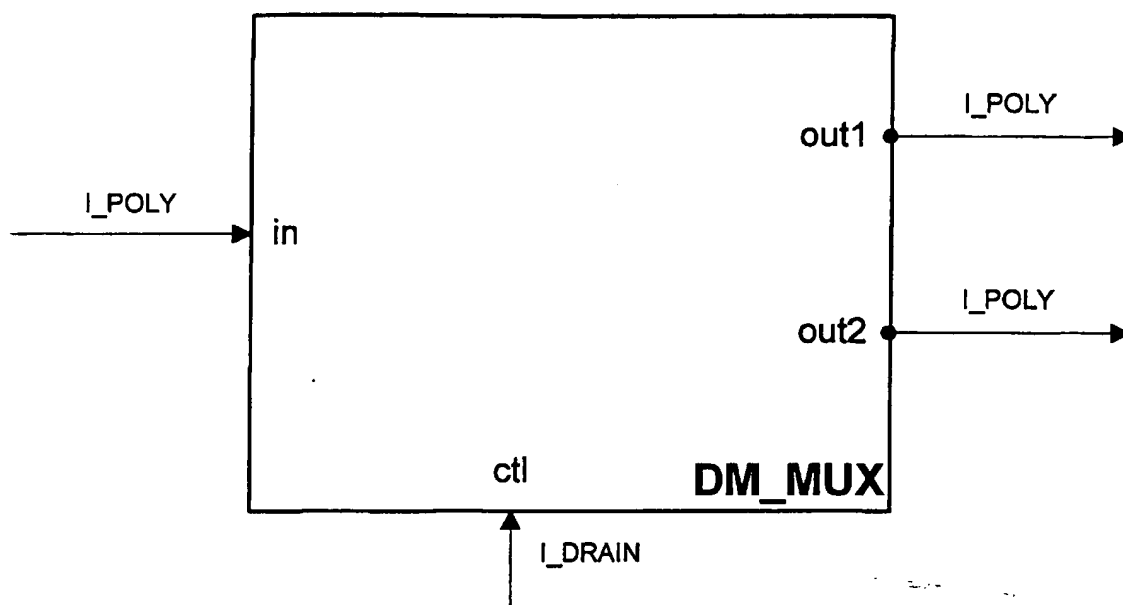 I_POLY
out1
I_POLY
in
I_POLY
out2
ctl
DM_MUX
I_DRAIN